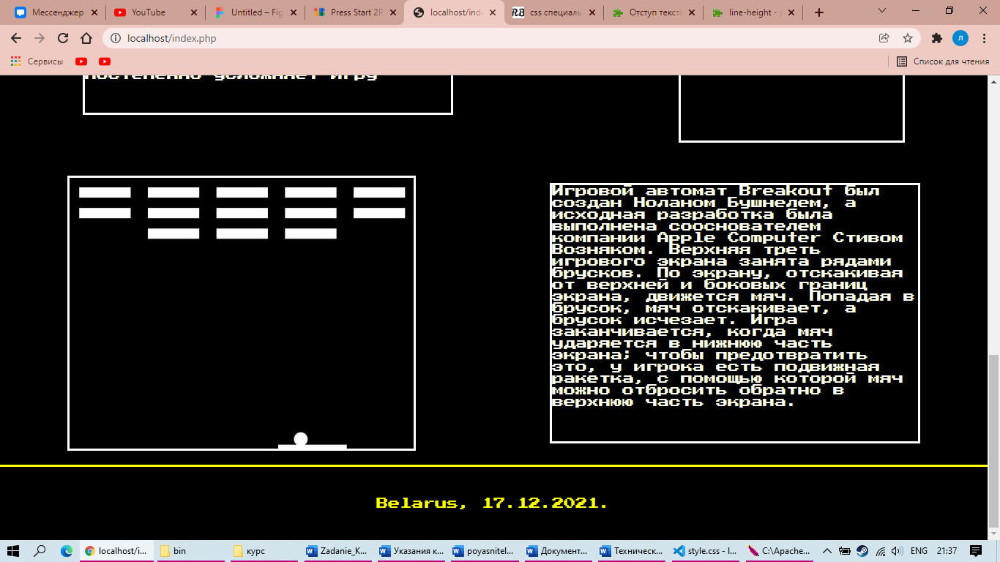 Мессенджер
YouTube
Untitled – Fig
Press Start 2P
localhost/inde
css специаль
Отступ текста
line-height -
localhost/index.php
Л
Сервисы
Список для чтения
постепенно усложняет игру
Игровой автомат Breakout был
создан Ноланом Бушнелем, а
исходная разработка была
выполнена сооснователем
компании Apple Computer Стивом
Возняком. Верхняя треть
игрового экрана занята рядами
брусков. По экрану, отскакивая
от верхней и боковых границ
экрана, движется мяч. Попадая в
брусок, мяч отскакивает, а
брусок исчезает. Игра
заканчивается, когда мяч
ударяется в нижнюю часть
экрана; чтобы предотвратить
это, у игрока есть подвижная
ракетка, с помощью которой мяч
можно отбросить обратно в
верхнюю часть экрана.
Belarus, 17.12.2021.
localhost/i...
bin
курс
Zadanie_K...
Указания к...
poyasnitel...
Документ...
Техническ...
style.css - I...
C:\Apache...
ENG
21:37